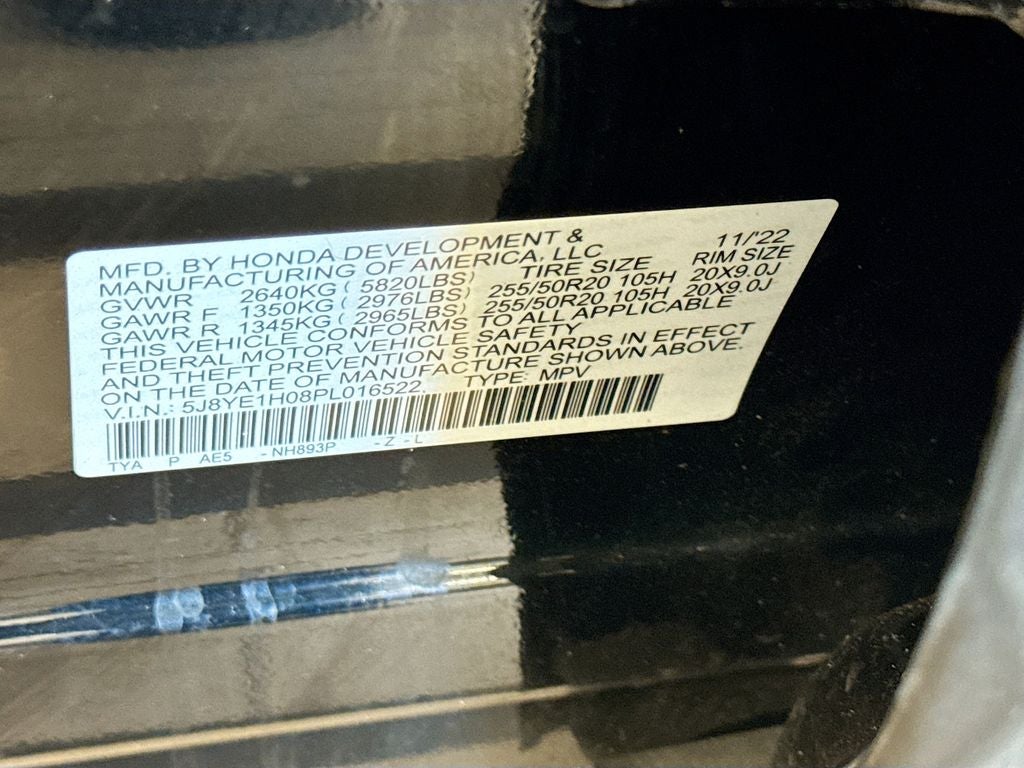 MFD. BY HONDA DEVELOPMENT & 11/'22
MANUFACTURING OF AMERICA, LLC RIM SIZE
GVWR 2640KG ( 5820LBS) TIRE SIZE
GAWR F 1350KG ( 2976LBS) 255/50R20 105H 20X9.0J
GAWR R 1345KG ( 2965LBS) 255/50R20 105H 20X9.0J
THIS VEHICLE CONFORMS TO ALL APPLICABLE
FEDERAL MOTOR VEHICLE SAFETY
AND THEFT PREVENTION STANDARDS IN EFFECT
ON THE DATE OF MANUFACTURE SHOWN ABOVE.
V.I.N.: 5J8YE1H08PL016522. TYPE: MPV
TYA P AE5 - NH893P - Z - L